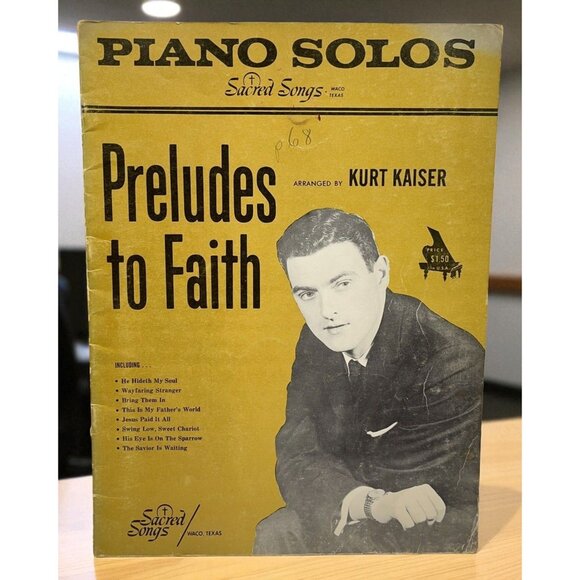 PIANO SOLOS
Sacred Songs • WACO TEXAS
p68
Preludes
to Faith
ARRANGED BY KURT KAISER
PRICE
$1.50
in U.S.A.
INCLUDING . . .
• He Hideth My Soul
• Wayfaring Stranger
• Bring Them In
• This Is My Father's World
• Jesus Paid It All
• Swing Low, Sweet Chariot
• His Eye Is On The Sparrow
• The Savior Is Waiting
Sacred
Songs / WACO, TEXAS